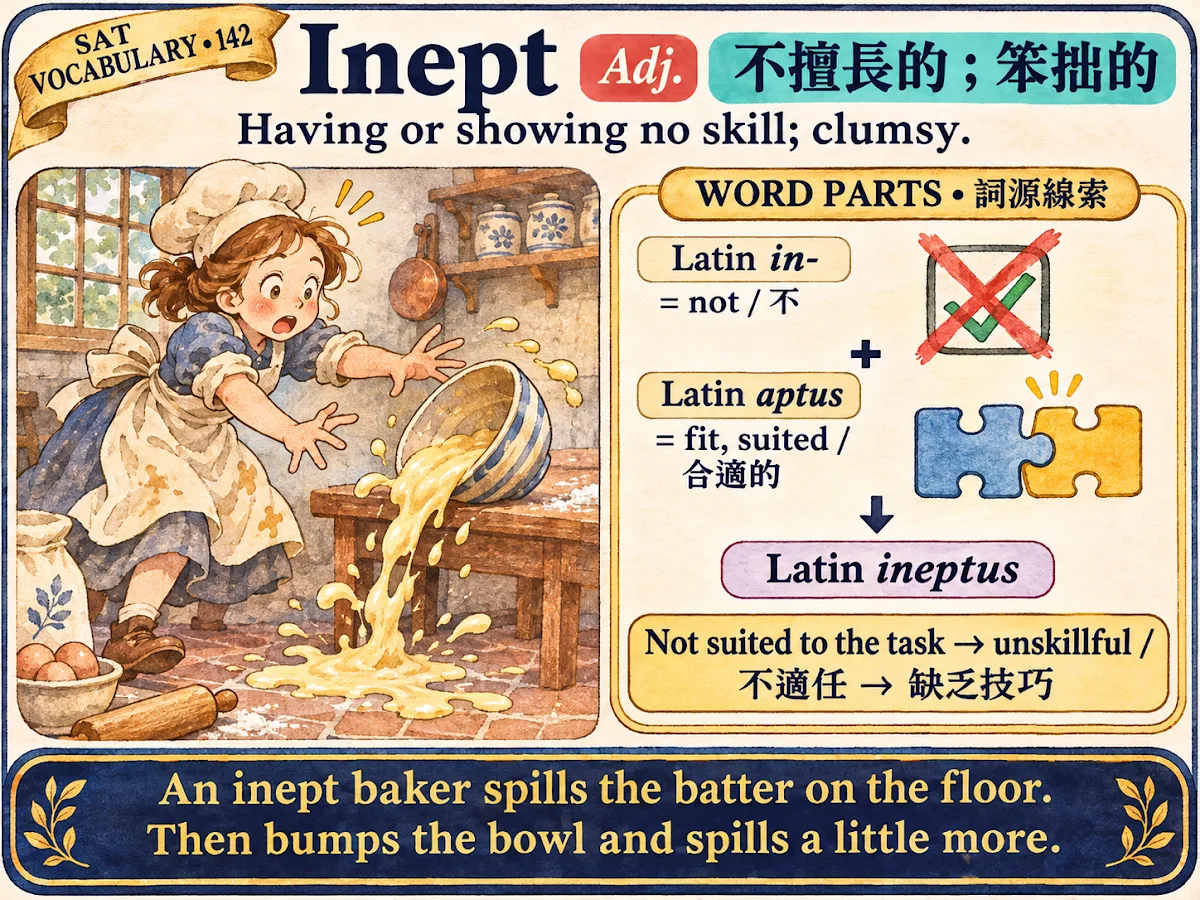 SAT
VOCABULARY • 142
Inept
Adj.
不擅長的；笨拙的
Having or showing no skill; clumsy.
WORD PARTS • 詞源線索
Latin in-
= not / 不
+
Latin aptus
= fit, suited /
合適的
Latin ineptus
Not suited to the task → unskillful /
不適任 → 缺乏技巧
An inept baker spills the batter on the floor.
Then bumps the bowl and spills a little more.